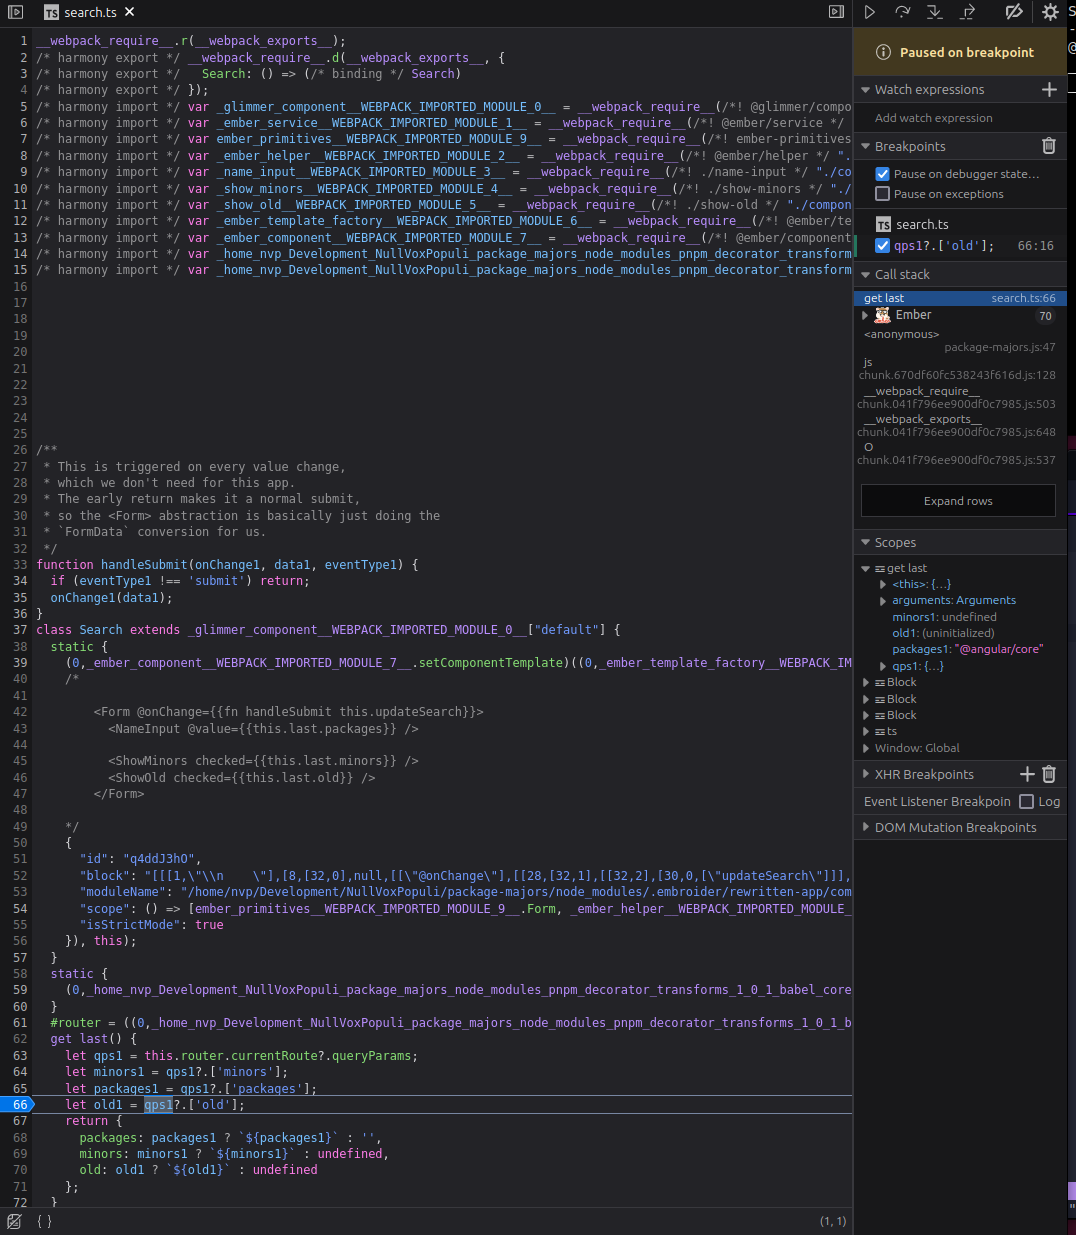 search.ts
1 __webpack_require__.r(__webpack_exports__);
2 /* harmony export */ __webpack_require__.d(__webpack_exports__, {
3 /* harmony export */   Search: () => (/* binding */ Search)
4 /* harmony export */ });
5 /* harmony import */ var _glimmer_component__WEBPACK_IMPORTED_MODULE_0__ = __webpack_require__(/*! @glimmer/compo
6 /* harmony import */ var _ember_service__WEBPACK_IMPORTED_MODULE_1__ = __webpack_require__(/*! @ember/service */
7 /* harmony import */ var ember_primitives__WEBPACK_IMPORTED_MODULE_9__ = __webpack_require__(/*! ember-primitives
8 /* harmony import */ var _ember_helper__WEBPACK_IMPORTED_MODULE_2__ = __webpack_require__(/*! @ember/helper */ ".
9 /* harmony import */ var _name_input__WEBPACK_IMPORTED_MODULE_3__ = __webpack_require__(/*! ./name-input */ "./co
10 /* harmony import */ var _show_minors__WEBPACK_IMPORTED_MODULE_4__ = __webpack_require__(/*! ./show-minors */ "./
11 /* harmony import */ var _show_old__WEBPACK_IMPORTED_MODULE_5__ = __webpack_require__(/*! ./show-old */ "./compon
12 /* harmony import */ var _ember_template_factory__WEBPACK_IMPORTED_MODULE_6__ = __webpack_require__(/*! @ember/te
13 /* harmony import */ var _ember_component__WEBPACK_IMPORTED_MODULE_7__ = __webpack_require__(/*! @ember/component
14 /* harmony import */ var _home_nvp_Development_NullVoxPopuli_package_majors_node_modules_pnpm_decorator_transform
15 /* harmony import */ var _home_nvp_Development_NullVoxPopuli_package_majors_node_modules_pnpm_decorator_transform
16
17
18
19
20
21
22
23
24
25
26 /**
27  * This is triggered on every value change,
28  * which we don't need for this app.
29  * The early return makes it a normal submit,
30  * so the <Form> abstraction is basically just doing the
31  * `FormData` conversion for us.
32  */
33 function handleSubmit(onChange1, data1, eventType1) {
34   if (eventType1 !== 'submit') return;
35   onChange1(data1);
36 }
37 class Search extends _glimmer_component__WEBPACK_IMPORTED_MODULE_0__["default"] {
38   static {
39     (0,_ember_component__WEBPACK_IMPORTED_MODULE_7__.setComponentTemplate)((0,_ember_template_factory__WEBPACK_IM
40     /*
41
42         <Form @onChange={{fn handleSubmit this.updateSearch}}>
43           <NameInput @value={{this.last.packages}} />
44
45           <ShowMinors checked={{this.last.minors}} />
46           <ShowOld checked={{this.last.old}} />
47         </Form>
48
49     */
50     {
51       "id": "q4ddJ3hO",
52       "block": "[[[1,\"\\n    \"],[8,[32,0],null,[[\"@onChange\"],[[28,[32,1],[[32,2],[30,0,[\"updateSearch\"]]],
53       "moduleName": "/home/nvp/Development/NullVoxPopuli/package-majors/node_modules/.embroider/rewritten-app/com
54       "scope": () => [ember_primitives__WEBPACK_IMPORTED_MODULE_9__.Form, _ember_helper__WEBPACK_IMPORTED_MODULE_
55       "isStrictMode": true
56     }), this);
57   }
58   static {
59     (0,_home_nvp_Development_NullVoxPopuli_package_majors_node_modules_pnpm_decorator_transforms_1_0_1_babel_core
60   }
61   #router = ((0,_home_nvp_Development_NullVoxPopuli_package_majors_node_modules_pnpm_decorator_transforms_1_0_1_b
62   get last() {
63     let qps1 = this.router.currentRoute?.queryParams;
64     let minors1 = qps1?.['minors'];
65     let packages1 = qps1?.['packages'];
66     let old1 = qps1?.['old'];
67     return {
68       packages: packages1 ? `${packages1}` : '',
69       minors: minors1 ? `${minors1}` : undefined,
70       old: old1 ? `${old1}` : undefined
71     };
72   }
{ }
(1, 1)
Paused on breakpoint
Watch expressions
Add watch expression
Breakpoints
Pause on debugger state…
Pause on exceptions
TS search.ts
qps1?.['old']; 66:16
Call stack
get last search.ts:66
Ember 70
<anonymous>
package-majors.js:47
js
chunk.670df60fc538243f616d.js:128
__webpack_require__
chunk.041f796ee900df0c7985.js:503
__webpack_exports__
chunk.041f796ee900df0c7985.js:648
O
chunk.041f796ee900df0c7985.js:537
Expand rows
Scopes
get last
<this>: {…}
arguments: Arguments
minors1: undefined
old1: (uninitialized)
packages1: "@angular/core"
qps1: {…}
Block
Block
Block
ts
Window: Global
XHR Breakpoints
Event Listener Breakpoin Log
DOM Mutation Breakpoints